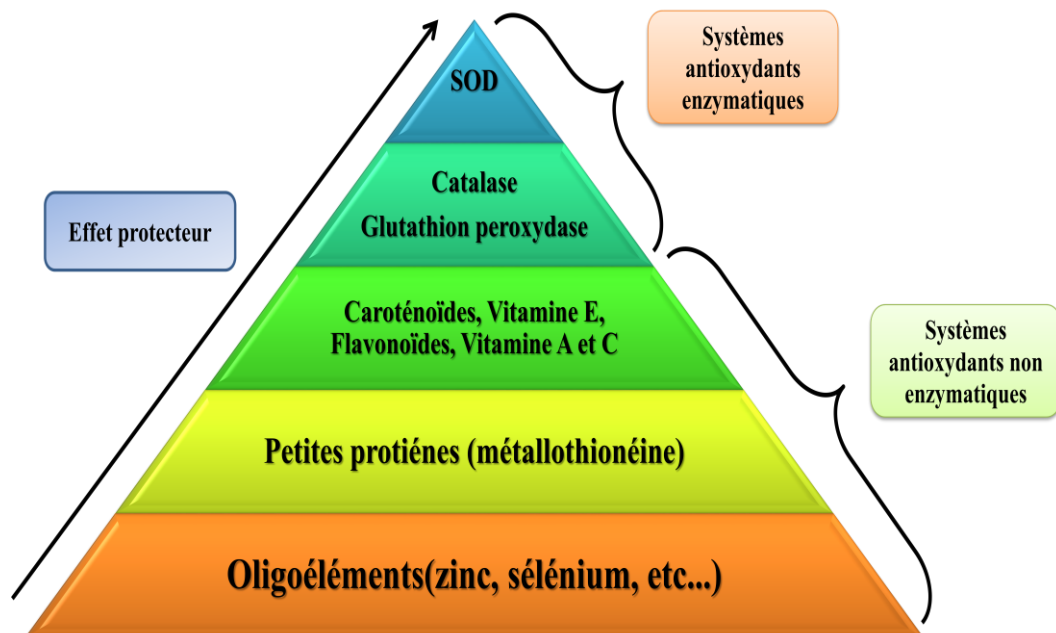 SOD
Systèmes
antioxydants
enzymatiques
Catalase
Glutathion peroxydase
Effet protecteur
Caroténoïdes, Vitamine E,
Flavonoïdes, Vitamine A et C
Systèmes
antioxydants non
enzymatiques
Petites protiénes (métallothionéine)
Oligoéléments(zinc, sélénium, etc...)